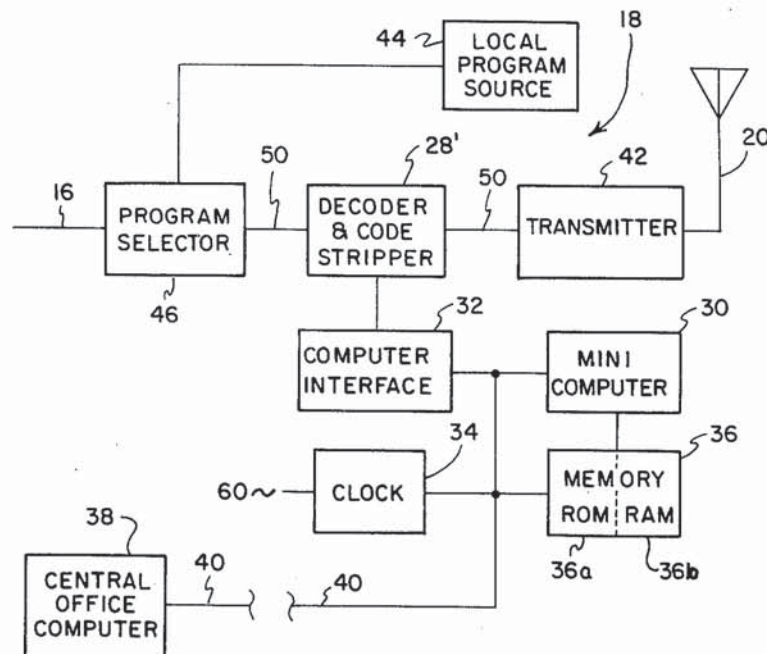 44
LOCAL
PROGRAM
SOURCE
18
16
PROGRAM
SELECTOR
46
50
28'
DECODER
& CODE
STRIPPER
50
42
TRANSMITTER
20
32
COMPUTER
INTERFACE
30
MINI
COMPUTER
34
60~
CLOCK
36
MEMORY
ROM RAM
36a 36b
38
CENTRAL
OFFICE
COMPUTER
40
40